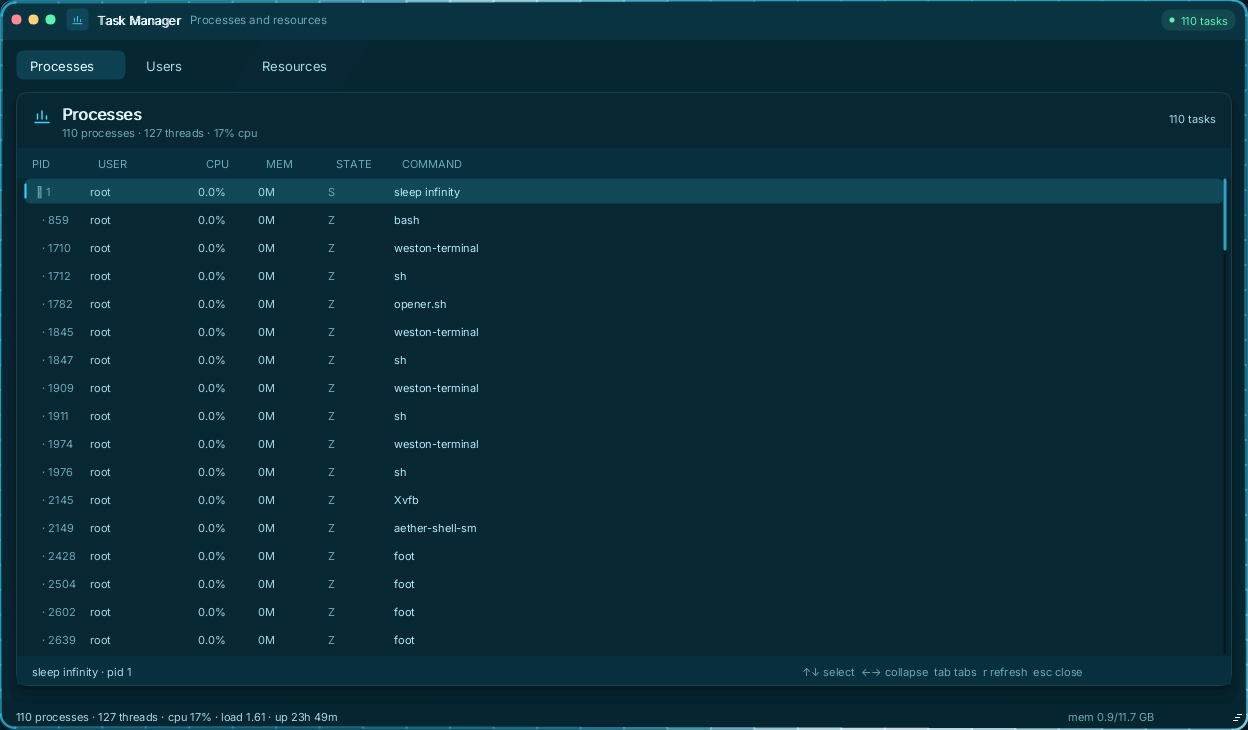 Task Manager Processes and resources 110 tasks
Processes Users Resources
Processes
110 processes · 127 threads · 17% cpu
110 tasks
PID USER CPU MEM STATE COMMAND
1 root 0.0% 0M S sleep infinity
· 859 root 0.0% 0M Z bash
· 1710 root 0.0% 0M Z weston-terminal
· 1712 root 0.0% 0M Z sh
· 1782 root 0.0% 0M Z opener.sh
· 1845 root 0.0% 0M Z weston-terminal
· 1847 root 0.0% 0M Z sh
· 1909 root 0.0% 0M Z weston-terminal
· 1911 root 0.0% 0M Z sh
· 1974 root 0.0% 0M Z weston-terminal
· 1976 root 0.0% 0M Z sh
· 2145 root 0.0% 0M Z Xvfb
· 2149 root 0.0% 0M Z aether-shell-sm
· 2428 root 0.0% 0M Z foot
· 2504 root 0.0% 0M Z foot
· 2602 root 0.0% 0M Z foot
· 2639 root 0.0% 0M Z foot
sleep infinity · pid 1 ↑↓ select ←→ collapse tab tabs r refresh esc close
110 processes · 127 threads · cpu 17% · load 1.61 · up 23h 49m mem 0.9/11.7 GB